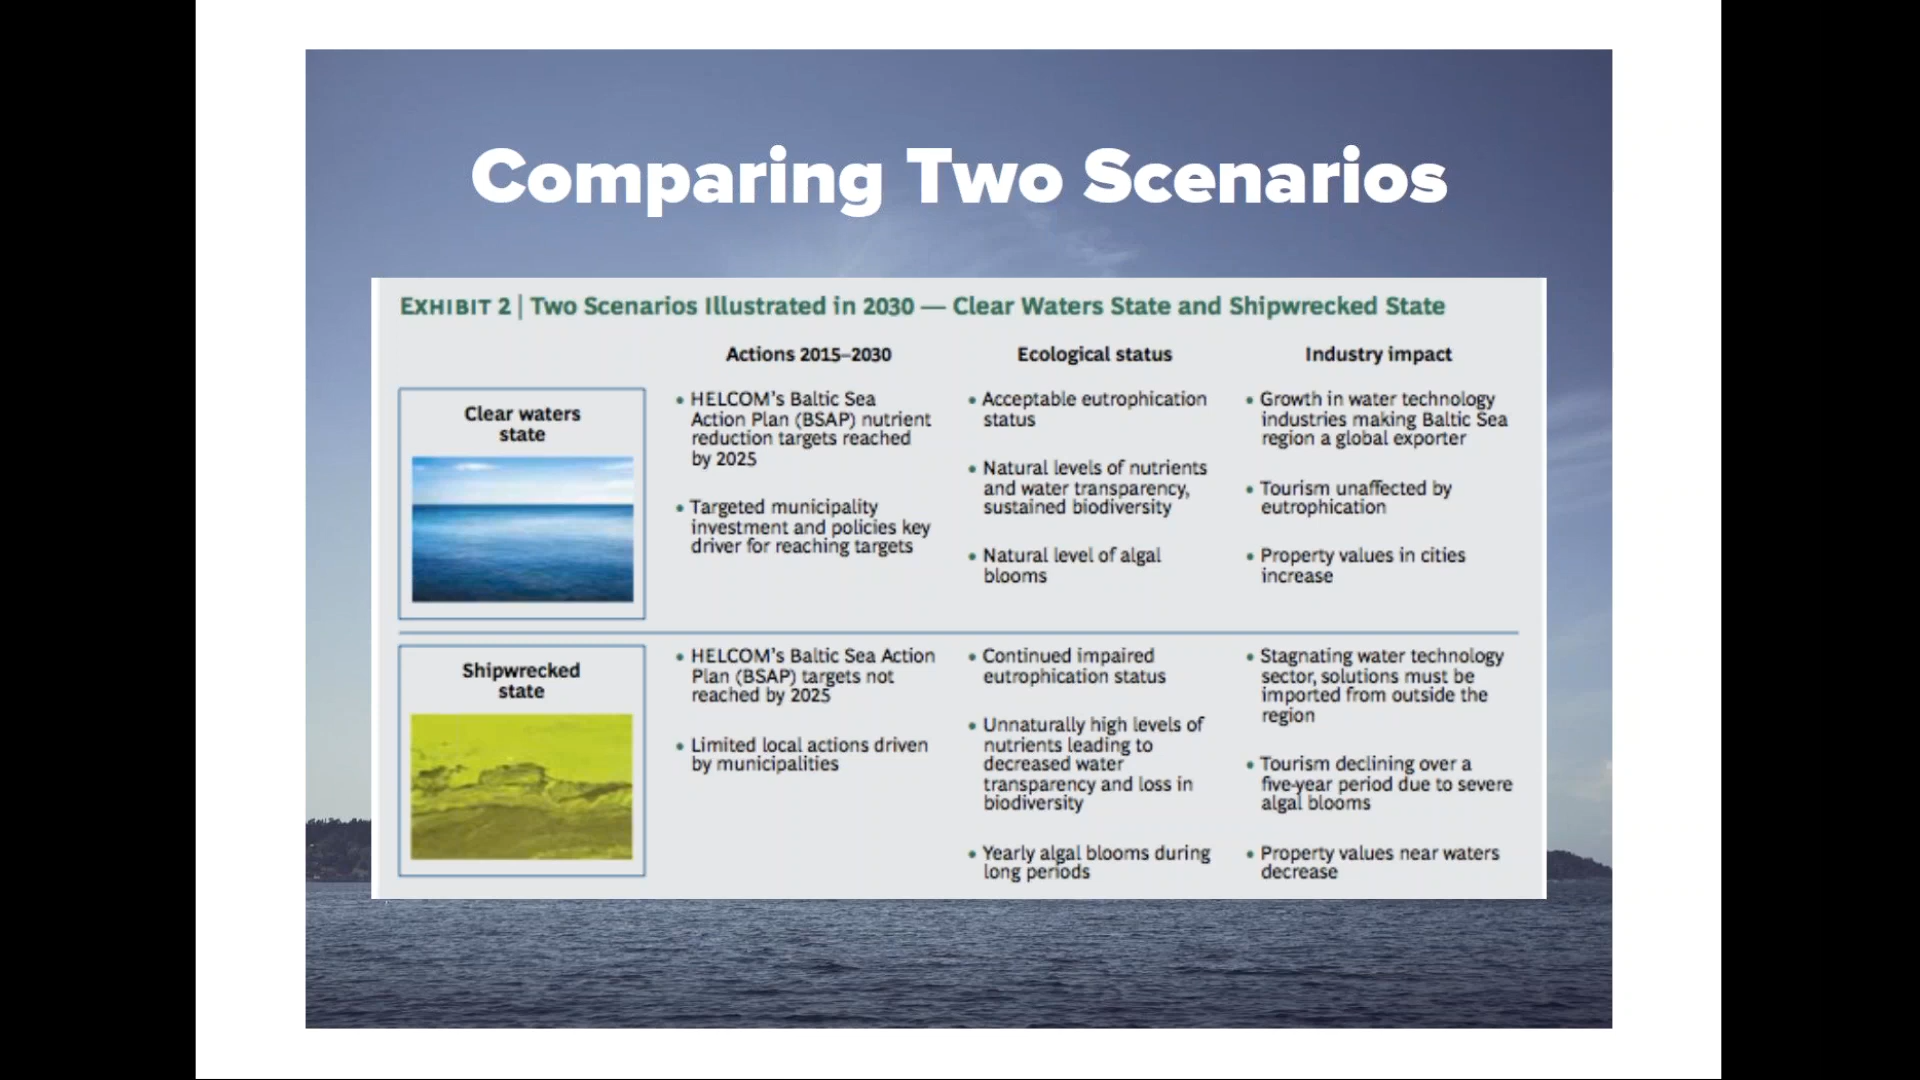 Comparing Two Scenarios
EXHIBIT 2 | Two Scenarios Illustrated in 2030 — Clear Waters State and Shipwrecked State
Actions 2015–2030
Ecological status
Industry impact
Clear waters
state
• HELCOM's Baltic Sea
Action Plan (BSAP) nutrient
reduction targets reached
by 2025
• Targeted municipality
investment and policies key
driver for reaching targets
• Acceptable eutrophication
status
• Natural levels of nutrients
and water transparency,
sustained biodiversity
• Natural level of algal
blooms
• Growth in water technology
industries making Baltic Sea
region a global exporter
• Tourism unaffected by
eutrophication
• Property values in cities
increase
Shipwrecked
state
• HELCOM's Baltic Sea Action
Plan (BSAP) targets not
reached by 2025
• Limited local actions driven
by municipalities
• Continued impaired
eutrophication status
• Unnaturally high levels of
nutrients leading to
decreased water
transparency and loss in
biodiversity
• Yearly algal blooms during
long periods
• Stagnating water technology
sector, solutions must be
imported from outside the
region
• Tourism declining over a
five-year period due to severe
algal blooms
• Property values near waters
decrease